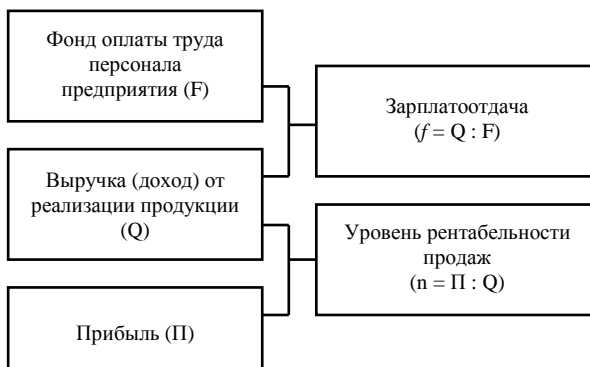 Фонд оплаты труда
персонала
предприятия (F)
Зарплатоотдача
(f = Q : F)
Выручка (доход) от
реализации продукции
(Q)
Уровень рентабельности
продаж
(n = П : Q)
Прибыль (П)